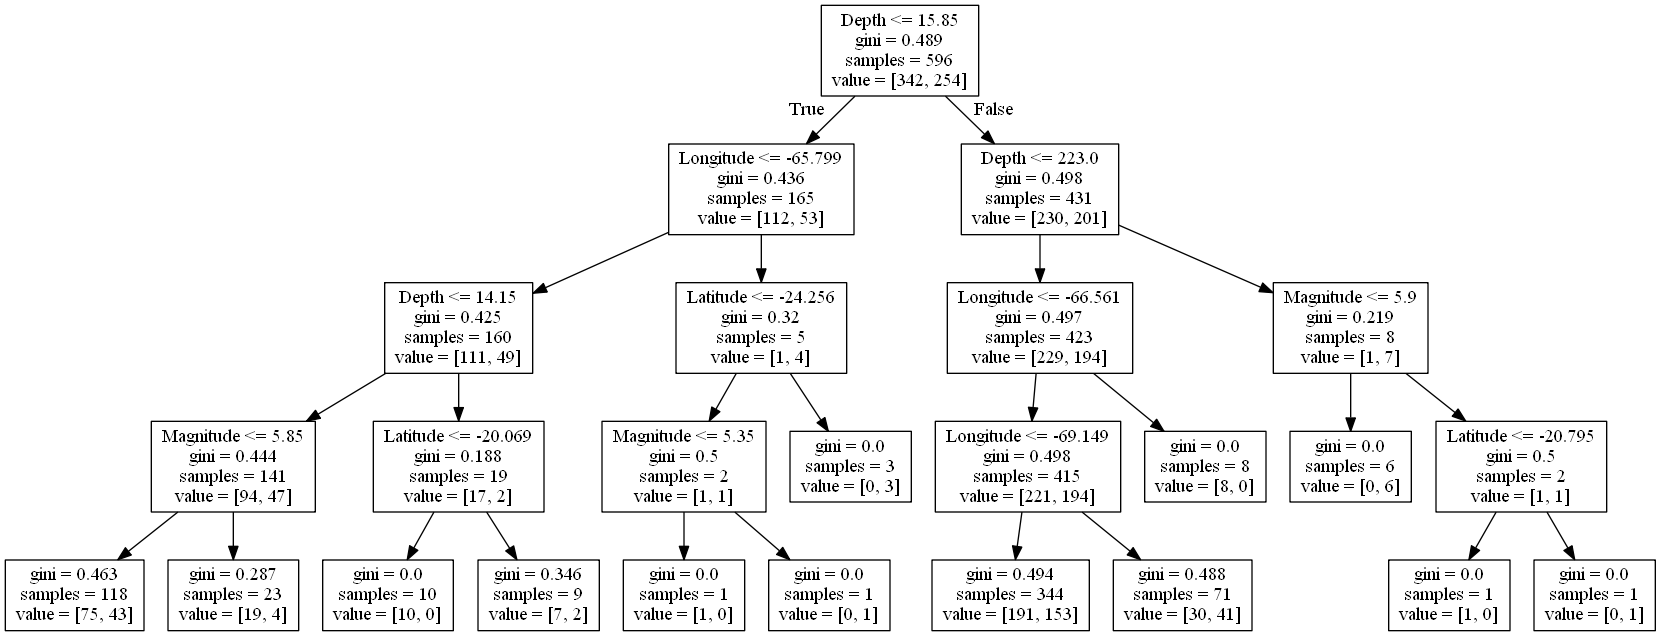 Depth <= 15.85
gini = 0.489
samples = 596
value = [342, 254]
True
False
Longitude <= -65.799
gini = 0.436
samples = 165
value = [112, 53]
Depth <= 223.0
gini = 0.498
samples = 431
value = [230, 201]
Depth <= 14.15
gini = 0.425
samples = 160
value = [111, 49]
Latitude <= -24.256
gini = 0.32
samples = 5
value = [1, 4]
Longitude <= -66.561
gini = 0.497
samples = 423
value = [229, 194]
Magnitude <= 5.9
gini = 0.219
samples = 8
value = [1, 7]
Magnitude <= 5.85
gini = 0.444
samples = 141
value = [94, 47]
Latitude <= -20.069
gini = 0.188
samples = 19
value = [17, 2]
Magnitude <= 5.35
gini = 0.5
samples = 2
value = [1, 1]
gini = 0.0
samples = 3
value = [0, 3]
Longitude <= -69.149
gini = 0.498
samples = 415
value = [221, 194]
gini = 0.0
samples = 8
value = [8, 0]
gini = 0.0
samples = 6
value = [0, 6]
Latitude <= -20.795
gini = 0.5
samples = 2
value = [1, 1]
gini = 0.463
samples = 118
value = [75, 43]
gini = 0.287
samples = 23
value = [19, 4]
gini = 0.0
samples = 10
value = [10, 0]
gini = 0.346
samples = 9
value = [7, 2]
gini = 0.0
samples = 1
value = [1, 0]
gini = 0.0
samples = 1
value = [0, 1]
gini = 0.494
samples = 344
value = [191, 153]
gini = 0.488
samples = 71
value = [30, 41]
gini = 0.0
samples = 1
value = [1, 0]
gini = 0.0
samples = 1
value = [0, 1]